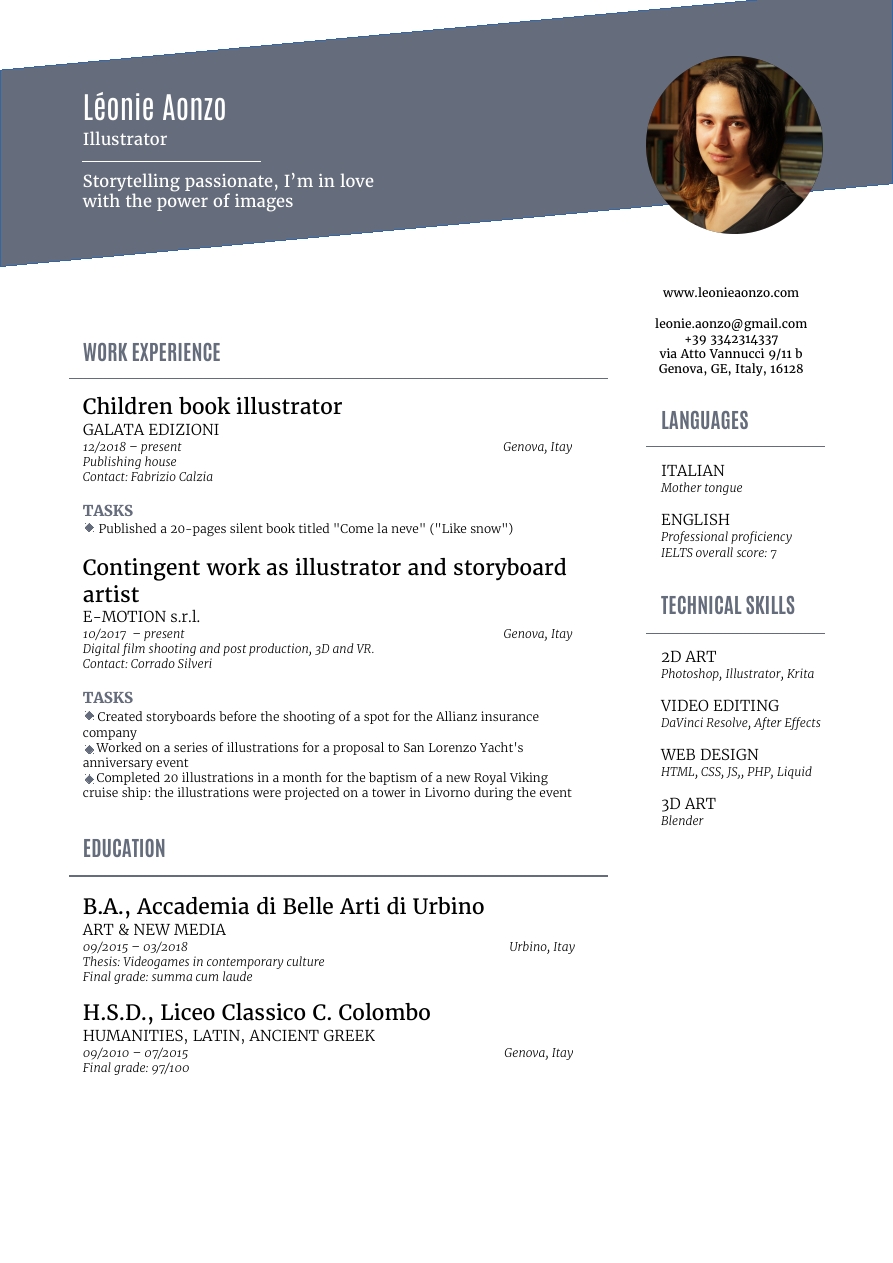 Léonie Aonzo
Illustrator
Storytelling passionate, I’m in love
with the power of images
www.leonieaonzo.com
leonie.aonzo@gmail.com
+39 3342314337
via Atto Vannucci 9/11 b
Genova, GE, Italy, 16128
WORK EXPERIENCE
Children book illustrator
GALATA EDIZIONI
12/2018 – present Genova, Itay
Publishing house
Contact: Fabrizio Calzia
TASKS
Published a 20-pages silent book titled "Come la neve" ("Like snow")
Contingent work as illustrator and storyboard
artist
E-MOTION s.r.l.
10/2017 – present Genova, Itay
Digital film shooting and post production, 3D and VR.
Contact: Corrado Silveri
TASKS
Created storyboards before the shooting of a spot for the Allianz insurance
company
Worked on a series of illustrations for a proposal to San Lorenzo Yacht's
anniversary event
Completed 20 illustrations in a month for the baptism of a new Royal Viking
cruise ship: the illustrations were projected on a tower in Livorno during the event
EDUCATION
B.A., Accademia di Belle Arti di Urbino
ART & NEW MEDIA
09/2015 – 03/2018 Urbino, Itay
Thesis: Videogames in contemporary culture
Final grade: summa cum laude
H.S.D., Liceo Classico C. Colombo
HUMANITIES, LATIN, ANCIENT GREEK
09/2010 – 07/2015 Genova, Itay
Final grade: 97/100
LANGUAGES
ITALIAN
Mother tongue
ENGLISH
Professional proficiency
IELTS overall score: 7
TECHNICAL SKILLS
2D ART
Photoshop, Illustrator, Krita
VIDEO EDITING
DaVinci Resolve, After Effects
WEB DESIGN
HTML, CSS, JS,, PHP, Liquid
3D ART
Blender